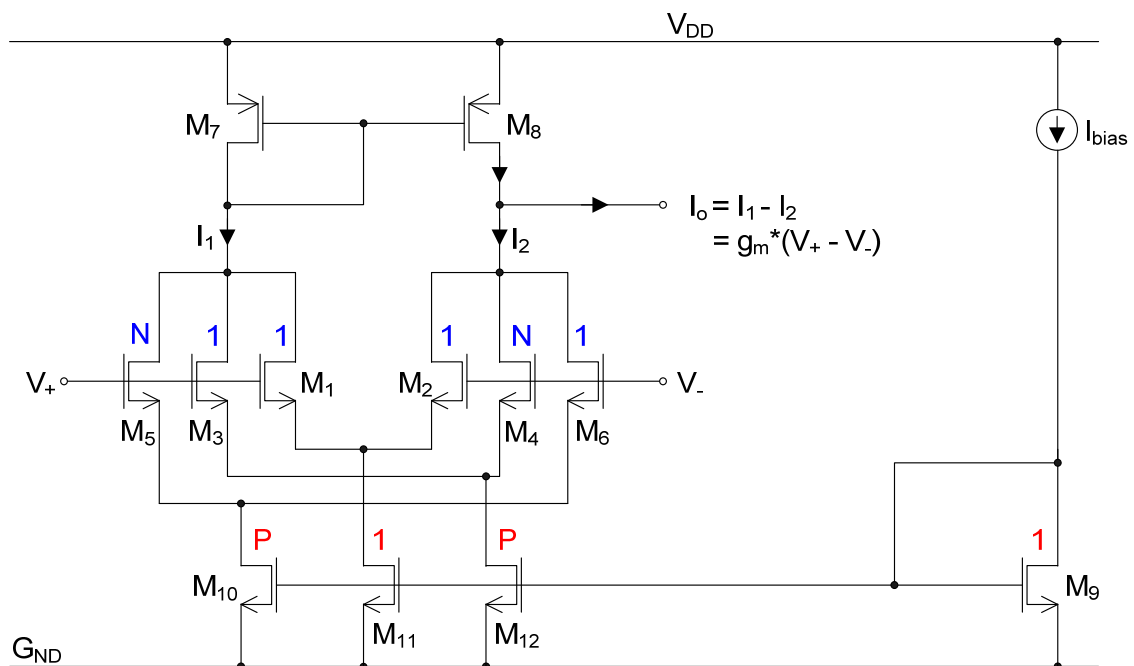 VDD
M7
M8
Ibias
Io = I1 - I2
= gm*(V+ - V-)
I1
I2
N
1
1
1
N
1
V+
M1
M2
V-
M5
M3
M4
M6
P
1
P
1
M10
M11
M12
M9
GND